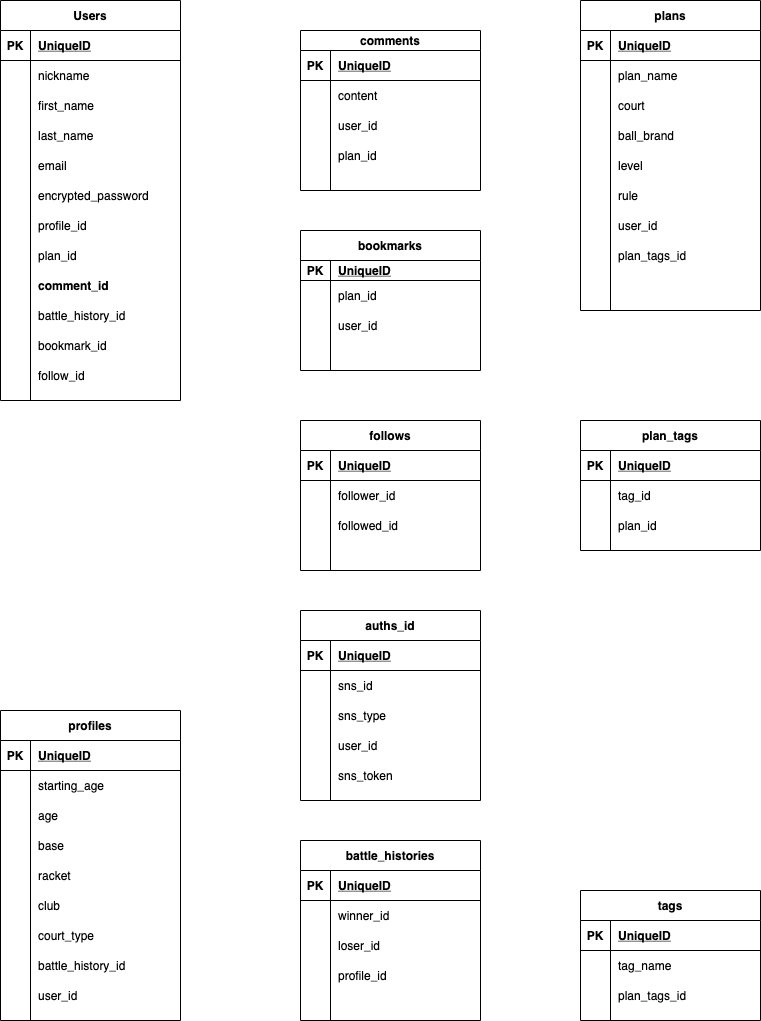 Users
PK UniqueID
nickname
first_name
last_name
email
encrypted_password
profile_id
plan_id
comment_id
battle_history_id
bookmark_id
follow_id
comments
PK UniqueID
content
user_id
plan_id
plans
PK UniqueID
plan_name
court
ball_brand
level
rule
user_id
plan_tags_id
bookmarks
PK UniqueID
plan_id
user_id
follows
PK UniqueID
follower_id
followed_id
plan_tags
PK UniqueID
tag_id
plan_id
auths_id
PK UniqueID
sns_id
sns_type
user_id
sns_token
profiles
PK UniqueID
starting_age
age
base
racket
club
court_type
battle_history_id
user_id
battle_histories
PK UniqueID
winner_id
loser_id
profile_id
tags
PK UniqueID
tag_name
plan_tags_id